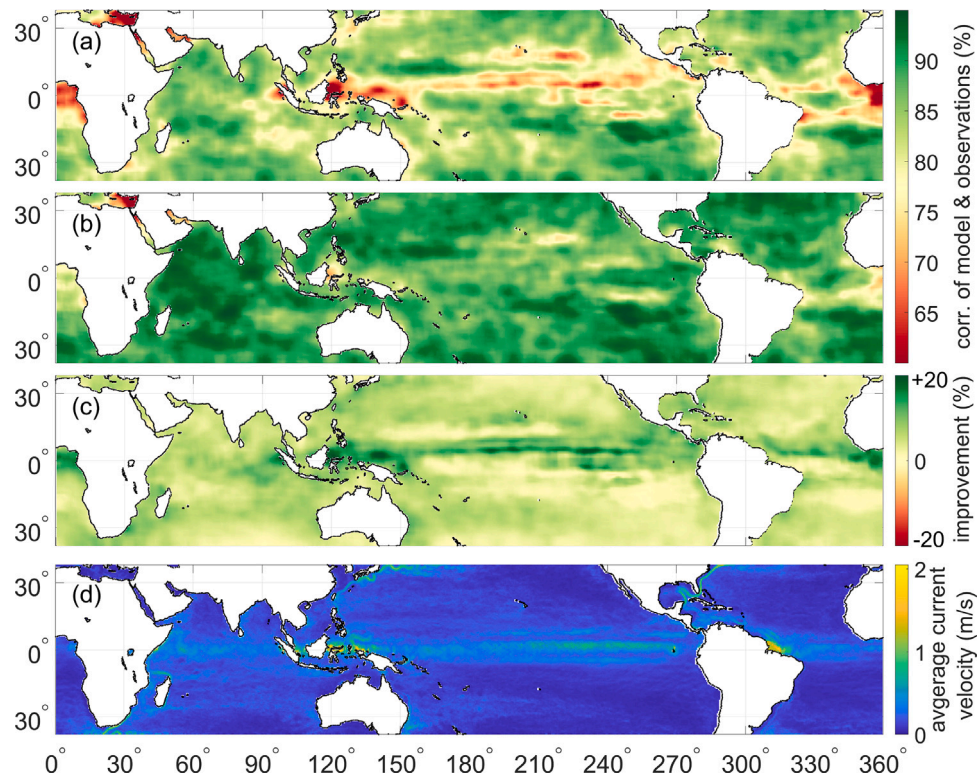 30°
0°
30°
(a)
90
85
80
75
70
65
corr. of model & observations (%)
30°
0°
30°
(b)
30°
0°
30°
(c)
+20
0
-20
improvement (%)
30°
0°
30°
(d)
2
1
0
avgerage current
velocity (m/s)
0° 30° 60° 90° 120° 150° 180° 210° 240° 270° 300° 330° 360°